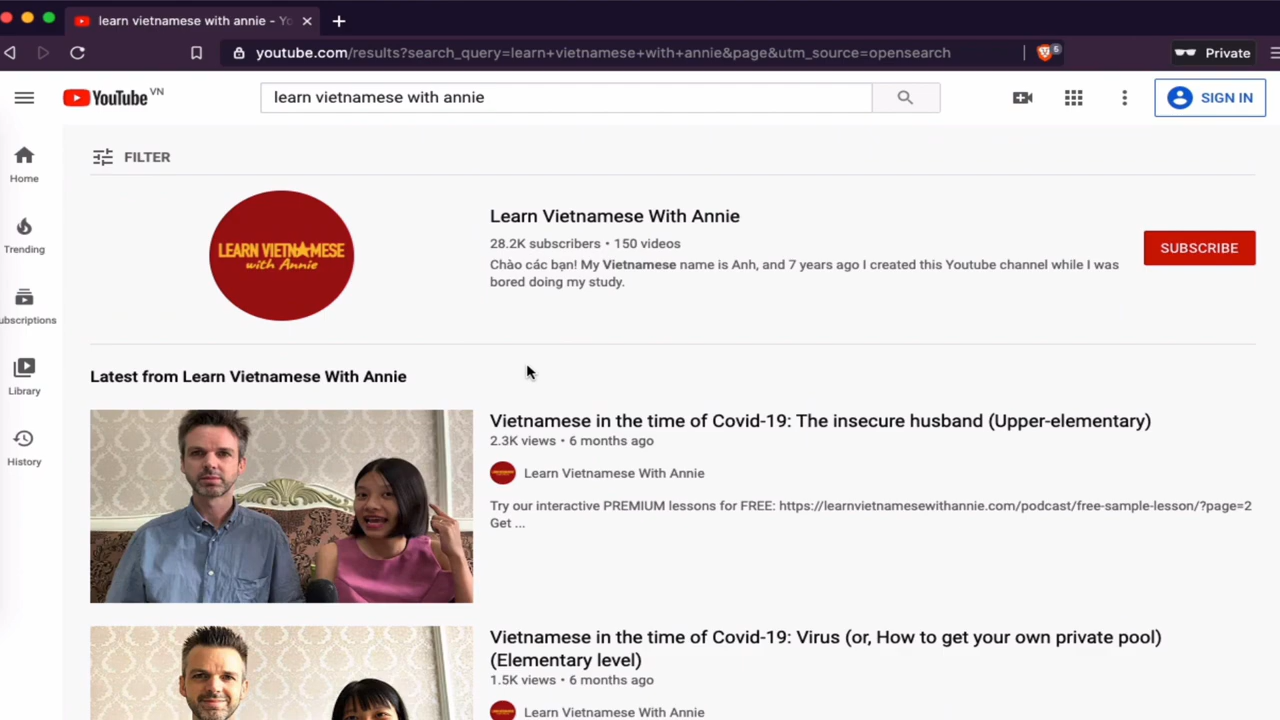 learn vietnamese with annie - Yo
youtube.com/results?search_query=learn+vietnamese+with+annie&page&utm_source=opensearch
6
Private
YouTube VN
learn vietnamese with annie
SIGN IN
Home
Trending
ubscriptions
Library
History
FILTER
LEARN VIETNAMESE
with Annie
Learn Vietnamese With Annie
28.2K subscribers • 150 videos
Chào các bạn! My Vietnamese name is Anh, and 7 years ago I created this Youtube channel while I was
bored doing my study.
SUBSCRIBE
Latest from Learn Vietnamese With Annie
Vietnamese in the time of Covid-19: The insecure husband (Upper-elementary)
2.3K views • 6 months ago
Learn Vietnamese With Annie
Try our interactive PREMIUM lessons for FREE: https://learnvietnamesewithannie.com/podcast/free-sample-lesson/?page=2
Get ...
Vietnamese in the time of Covid-19: Virus (or, How to get your own private pool)
(Elementary level)
1.5K views • 6 months ago
Learn Vietnamese With Annie